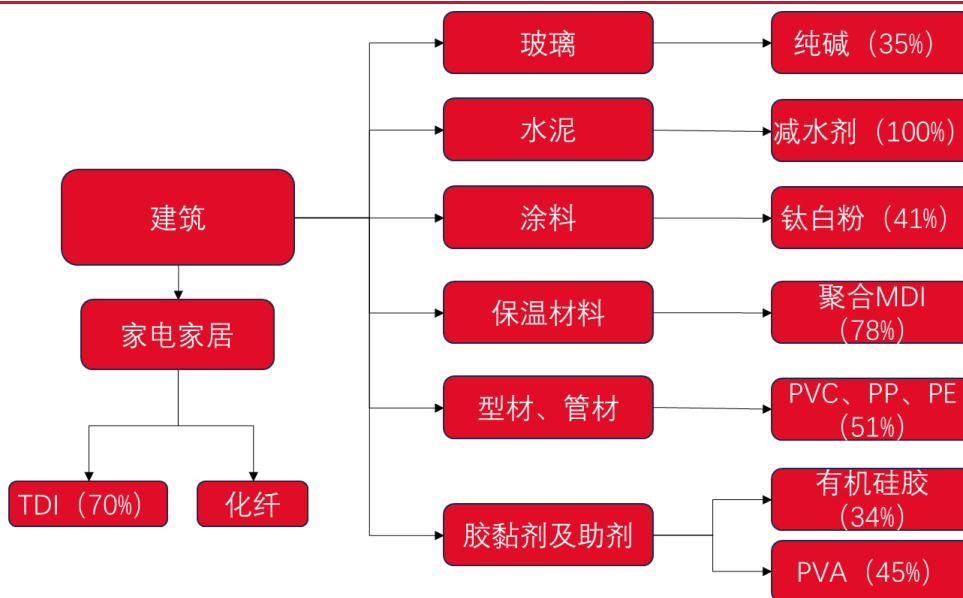 玻璃
纯碱（35%）
水泥
减水剂（100%）
建筑
涂料
钛白粉（41%）
保温材料
聚合MDI
（78%）
家电家居
型材、管材
PVC、PP、PE
（51%）
TDI（70%）
化纤
胶黏剂及助剂
有机硅胶
（34%）
PVA（45%）